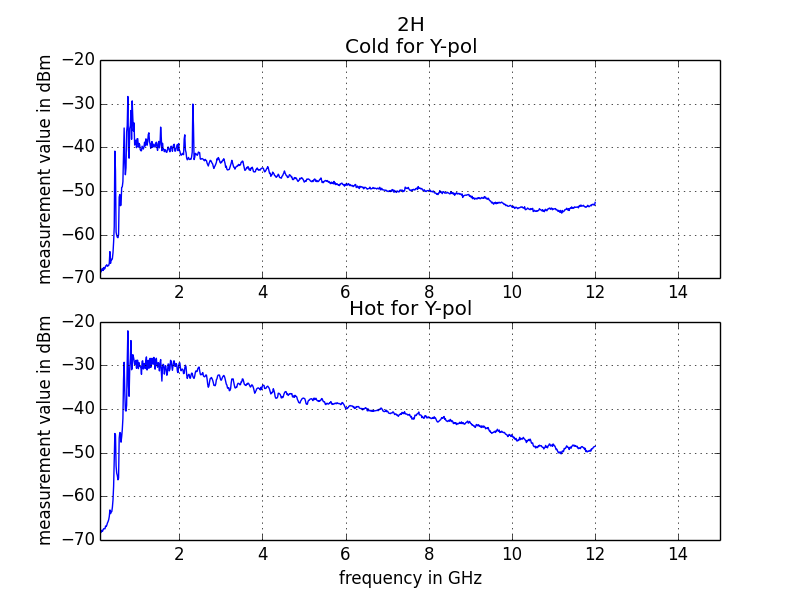 2H
Cold for Y-pol
measurement value in dBm
−20
−30
−40
−50
−60
−70
2 4 6 8 10 12 14
Hot for Y-pol
measurement value in dBm
−20
−30
−40
−50
−60
−70
2 4 6 8 10 12 14
frequency in GHz